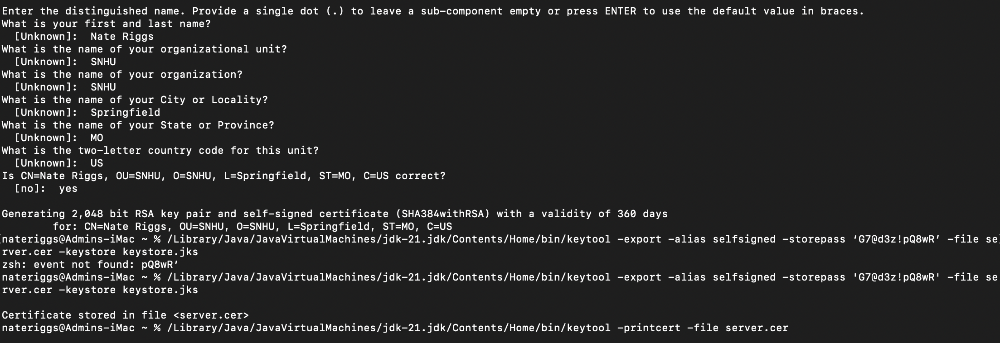 Enter the distinguished name. Provide a single dot (.) to leave a sub-component empty or press ENTER to use the default value in braces.
What is your first and last name?
  [Unknown]:  Nate Riggs
What is the name of your organizational unit?
  [Unknown]:  SNHU
What is the name of your organization?
  [Unknown]:  SNHU
What is the name of your City or Locality?
  [Unknown]:  Springfield
What is the name of your State or Province?
  [Unknown]:  MO
What is the two-letter country code for this unit?
  [Unknown]:  US
Is CN=Nate Riggs, OU=SNHU, O=SNHU, L=Springfield, ST=MO, C=US correct?
  [no]:  yes

Generating 2,048 bit RSA key pair and self-signed certificate (SHA384withRSA) with a validity of 360 days
        for: CN=Nate Riggs, OU=SNHU, O=SNHU, L=Springfield, ST=MO, C=US
nateriggs@Admins-iMac ~ % /Library/Java/JavaVirtualMachines/jdk-21.jdk/Contents/Home/bin/keytool -export -alias selfsigned -storepass ‘G7@d3z!pQ8wR’ -file se
rver.cer -keystore keystore.jks
zsh: event not found: pQ8wR’
nateriggs@Admins-iMac ~ % /Library/Java/JavaVirtualMachines/jdk-21.jdk/Contents/Home/bin/keytool -export -alias selfsigned -storepass 'G7@d3z!pQ8wR' -file se
rver.cer -keystore keystore.jks

Certificate stored in file <server.cer>
nateriggs@Admins-iMac ~ % /Library/Java/JavaVirtualMachines/jdk-21.jdk/Contents/Home/bin/keytool -printcert -file server.cer